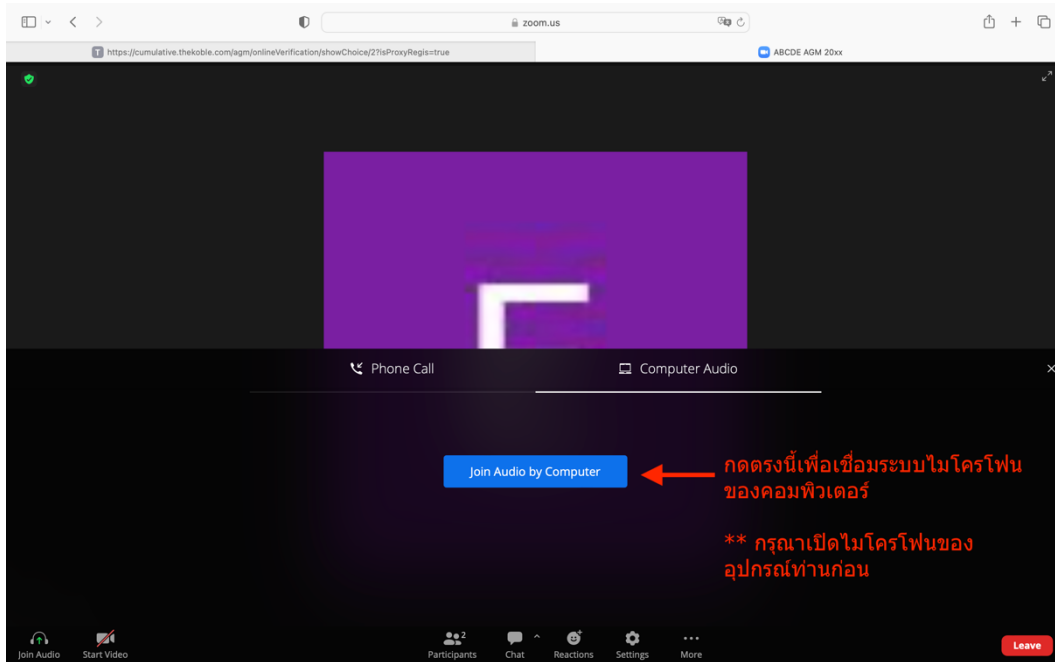 zoom.us
T https://cumulative.thekoble.com/agm/onlineVerification/showChoice/2?isProxyRegis=true
ABCDE AGM 20xx
Phone Call
Computer Audio
Join Audio by Computer
กดตรงนี้เพื่อเชื่อมระบบไมโครโฟน
ของคอมพิวเตอร์
** กรุณาเปิดไมโครโฟนของ
อุปกรณ์ท่านก่อน
Join Audio
Start Video
2
Participants
Chat
Reactions
Settings
More
Leave